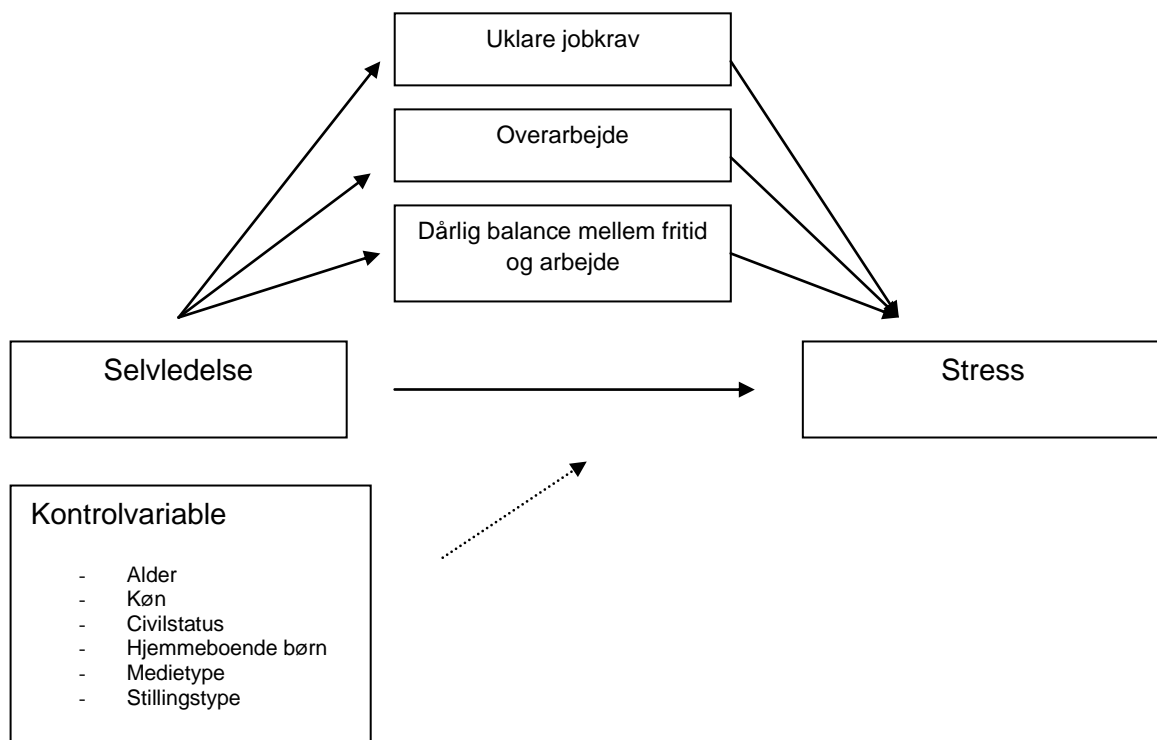 Uklare jobkrav
Overarbejde
Dårlig balance mellem fritid
og arbejde
Selvledelse
Stress
Kontrolvariable
- Alder
- Køn
- Civilstatus
- Hjemmeboende børn
- Medietype
- Stillingstype